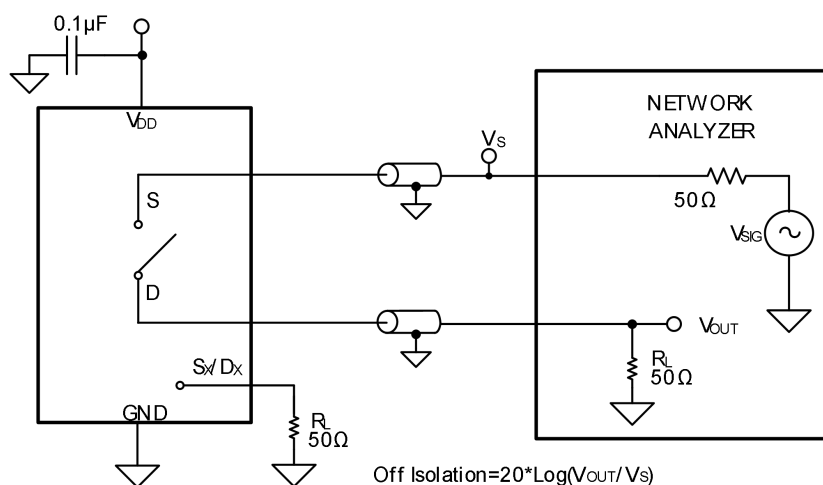 0.1µF
VDD
NETWORK
ANALYZER
VS
S
50Ω
VSIG
D
VOUT
RL
50Ω
SX/DX
GND
RL
50Ω
Off Isolation=20*Log(VOUT/VS)